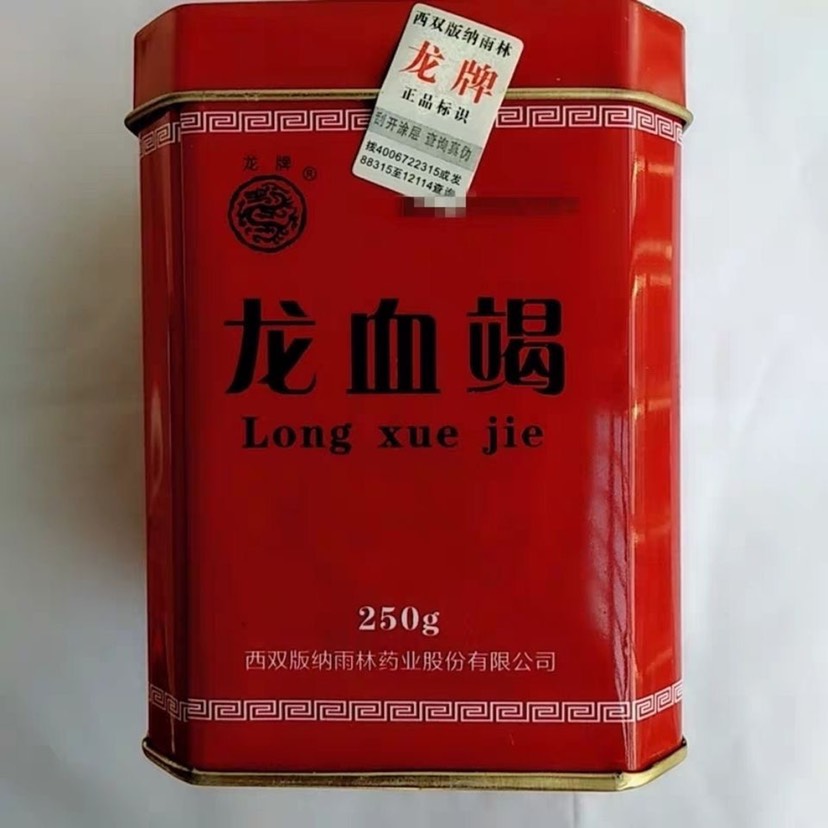 西双版纳雨林
龙牌
正品标识
刮开涂层 查询真伪
拨4006722315或发
88315至12114查询
龙牌®
龙血竭
Long xue jie
250g
西双版纳雨林药业股份有限公司